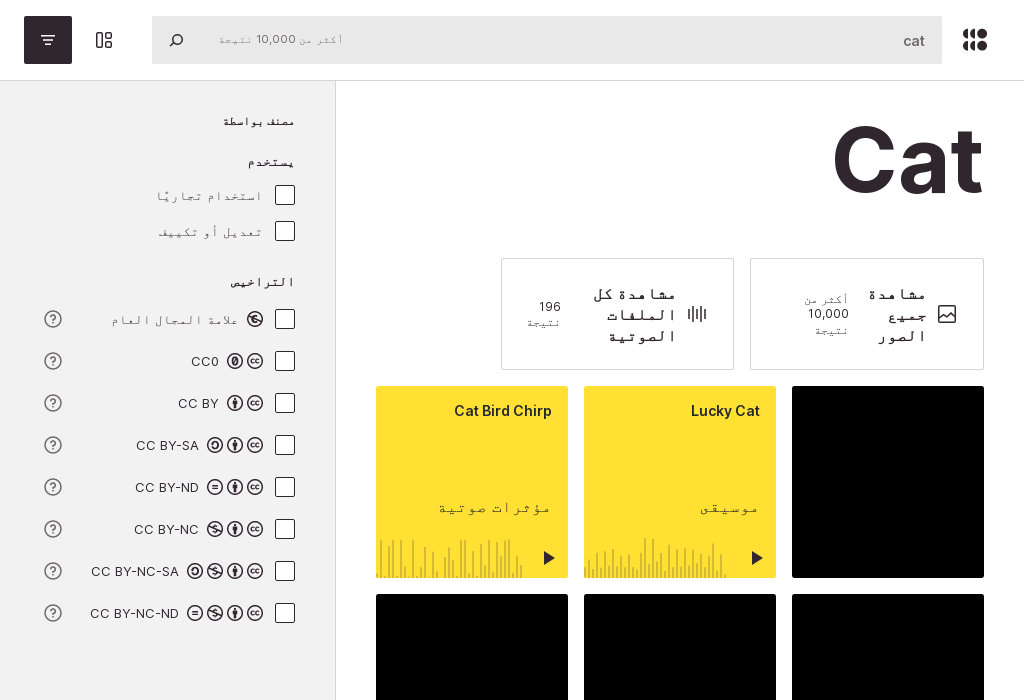 cat
أكثر من 10,000 نتيجة
Cat
مشاهدة
جميع
الصور
أكثر من
10,000
نتيجة
مشاهدة كل
الملفات
الصوتية
196
نتيجة
Lucky Cat
موسيقى
Cat Bird Chirp
مؤثرات صوتية
مصنف بواسطة
يستخدم
استخدام تجاريًا
تعديل أو تكييف
التراخيص
علامة المجال العام
CC0
CC BY
CC BY-SA
CC BY-ND
CC BY-NC
CC BY-NC-SA
CC BY-NC-ND